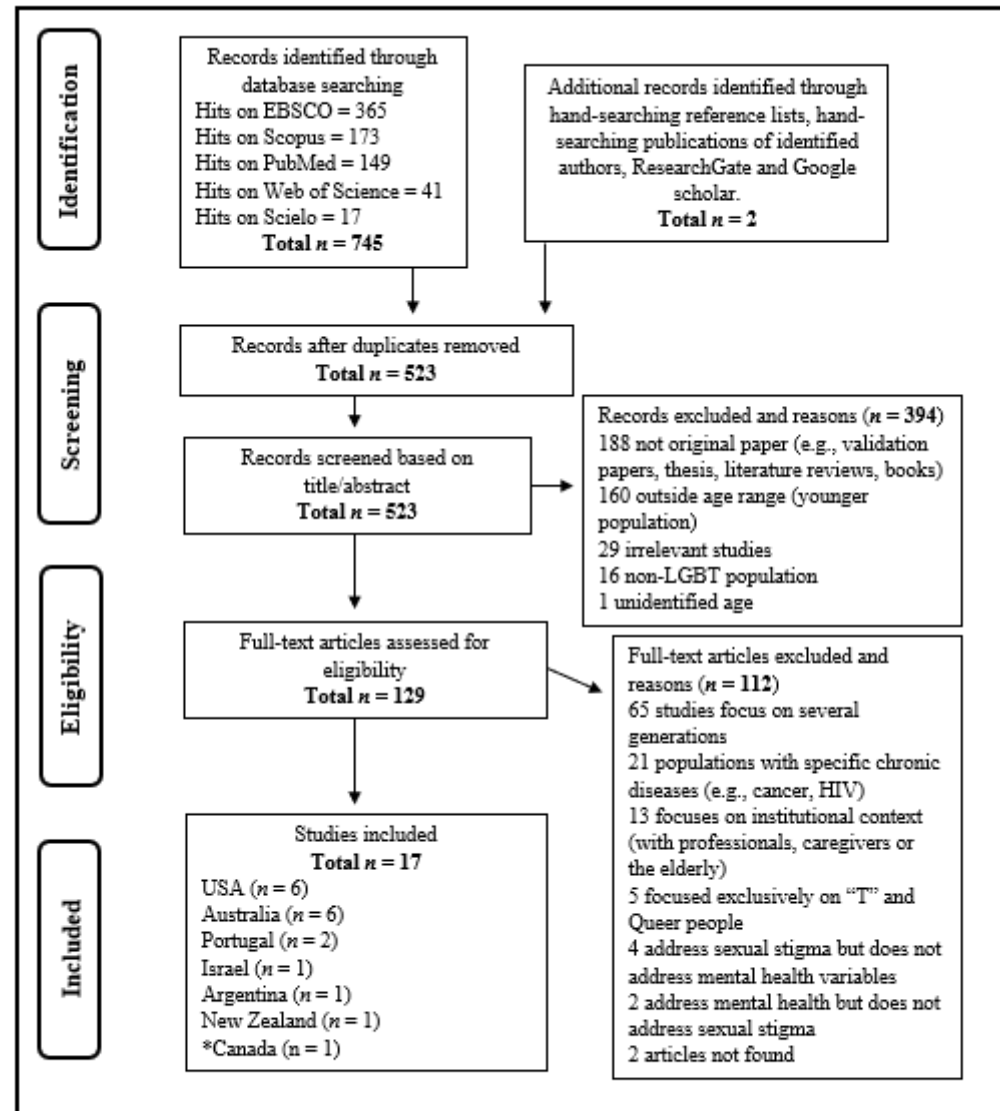 Identification
Records identified through
database searching
Hits on EBSCO = 365
Hits on Scopus = 173
Hits on PubMed = 149
Hits on Web of Science = 41
Hits on Scielo = 17
Total n = 745
Additional records identified through
hand-searching reference lists, hand-
searching publications of identified
authors, ResearchGate and Google
scholar.
Total n = 2
Screening
Records after duplicates removed
Total n = 523
Records screened based on
title/abstract
Total n = 523
Records excluded and reasons (n = 394)
188 not original paper (e.g., validation
papers, thesis, literature reviews, books)
160 outside age range (younger
population)
29 irrelevant studies
16 non-LGBT population
1 unidentified age
Eligibility
Full-text articles assessed for
eligibility
Total n = 129
Full-text articles excluded and
reasons (n = 112)
65 studies focus on several
generations
21 populations with specific chronic
diseases (e.g., cancer, HIV)
13 focuses on institutional context
(with professionals, caregivers or
the elderly)
5 focused exclusively on “T” and
Queer people
4 address sexual stigma but does not
address mental health variables
2 address mental health but does not
address sexual stigma
2 articles not found
Included
Studies included
Total n = 17
USA (n = 6)
Australia (n = 6)
Portugal (n = 2)
Israel (n = 1)
Argentina (n = 1)
New Zealand (n = 1)
*Canada (n = 1)